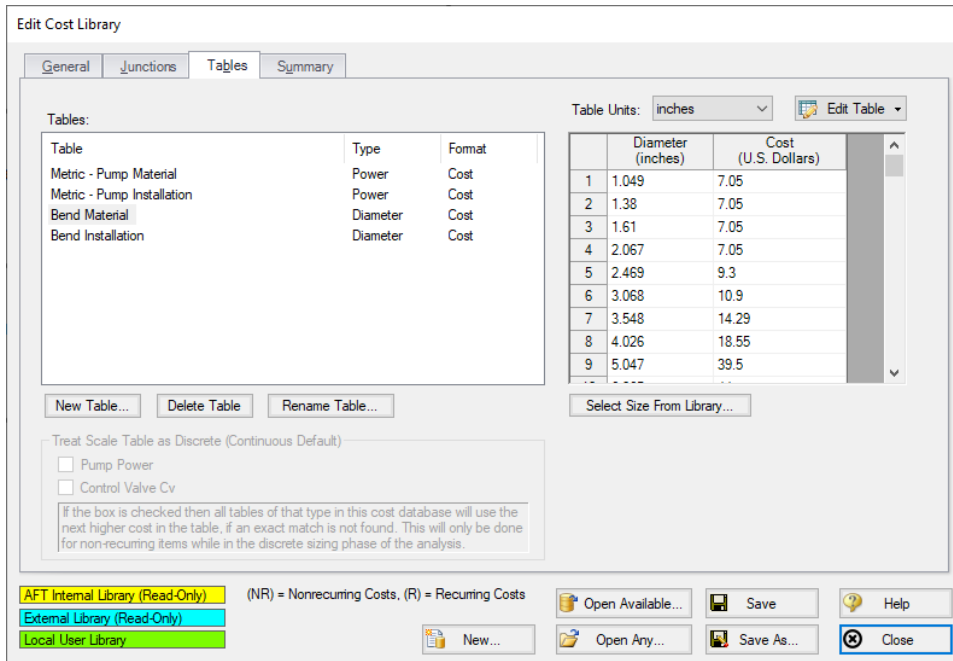 Edit Cost Library
General Junctions Tables Summary
Tables:
Table Type Format
Metric - Pump Material Power Cost
Metric - Pump Installation Power Cost
Bend Material Diameter Cost
Bend Installation Diameter Cost
New Table... Delete Table Rename Table...
Treat Scale Table as Discrete (Continuous Default)
Pump Power
Control Valve Cv
If the box is checked then all tables of that type in this cost database will use the
next higher cost in the table, if an exact match is not found. This will only be done
for non-recurring items while in the discrete sizing phase of the analysis.
Table Units: inches Edit Table
Diameter Cost
(inches) (U.S. Dollars)
1 1.049 7.05
2 1.38 7.05
3 1.61 7.05
4 2.067 7.05
5 2.469 9.3
6 3.068 10.9
7 3.548 14.29
8 4.026 18.55
9 5.047 39.5
Select Size From Library...
AFT Internal Library (Read-Only)
External Library (Read-Only)
Local User Library
(NR) = Nonrecurring Costs, (R) = Recurring Costs
New...
Open Available... Save Help
Open Any... Save As... Close